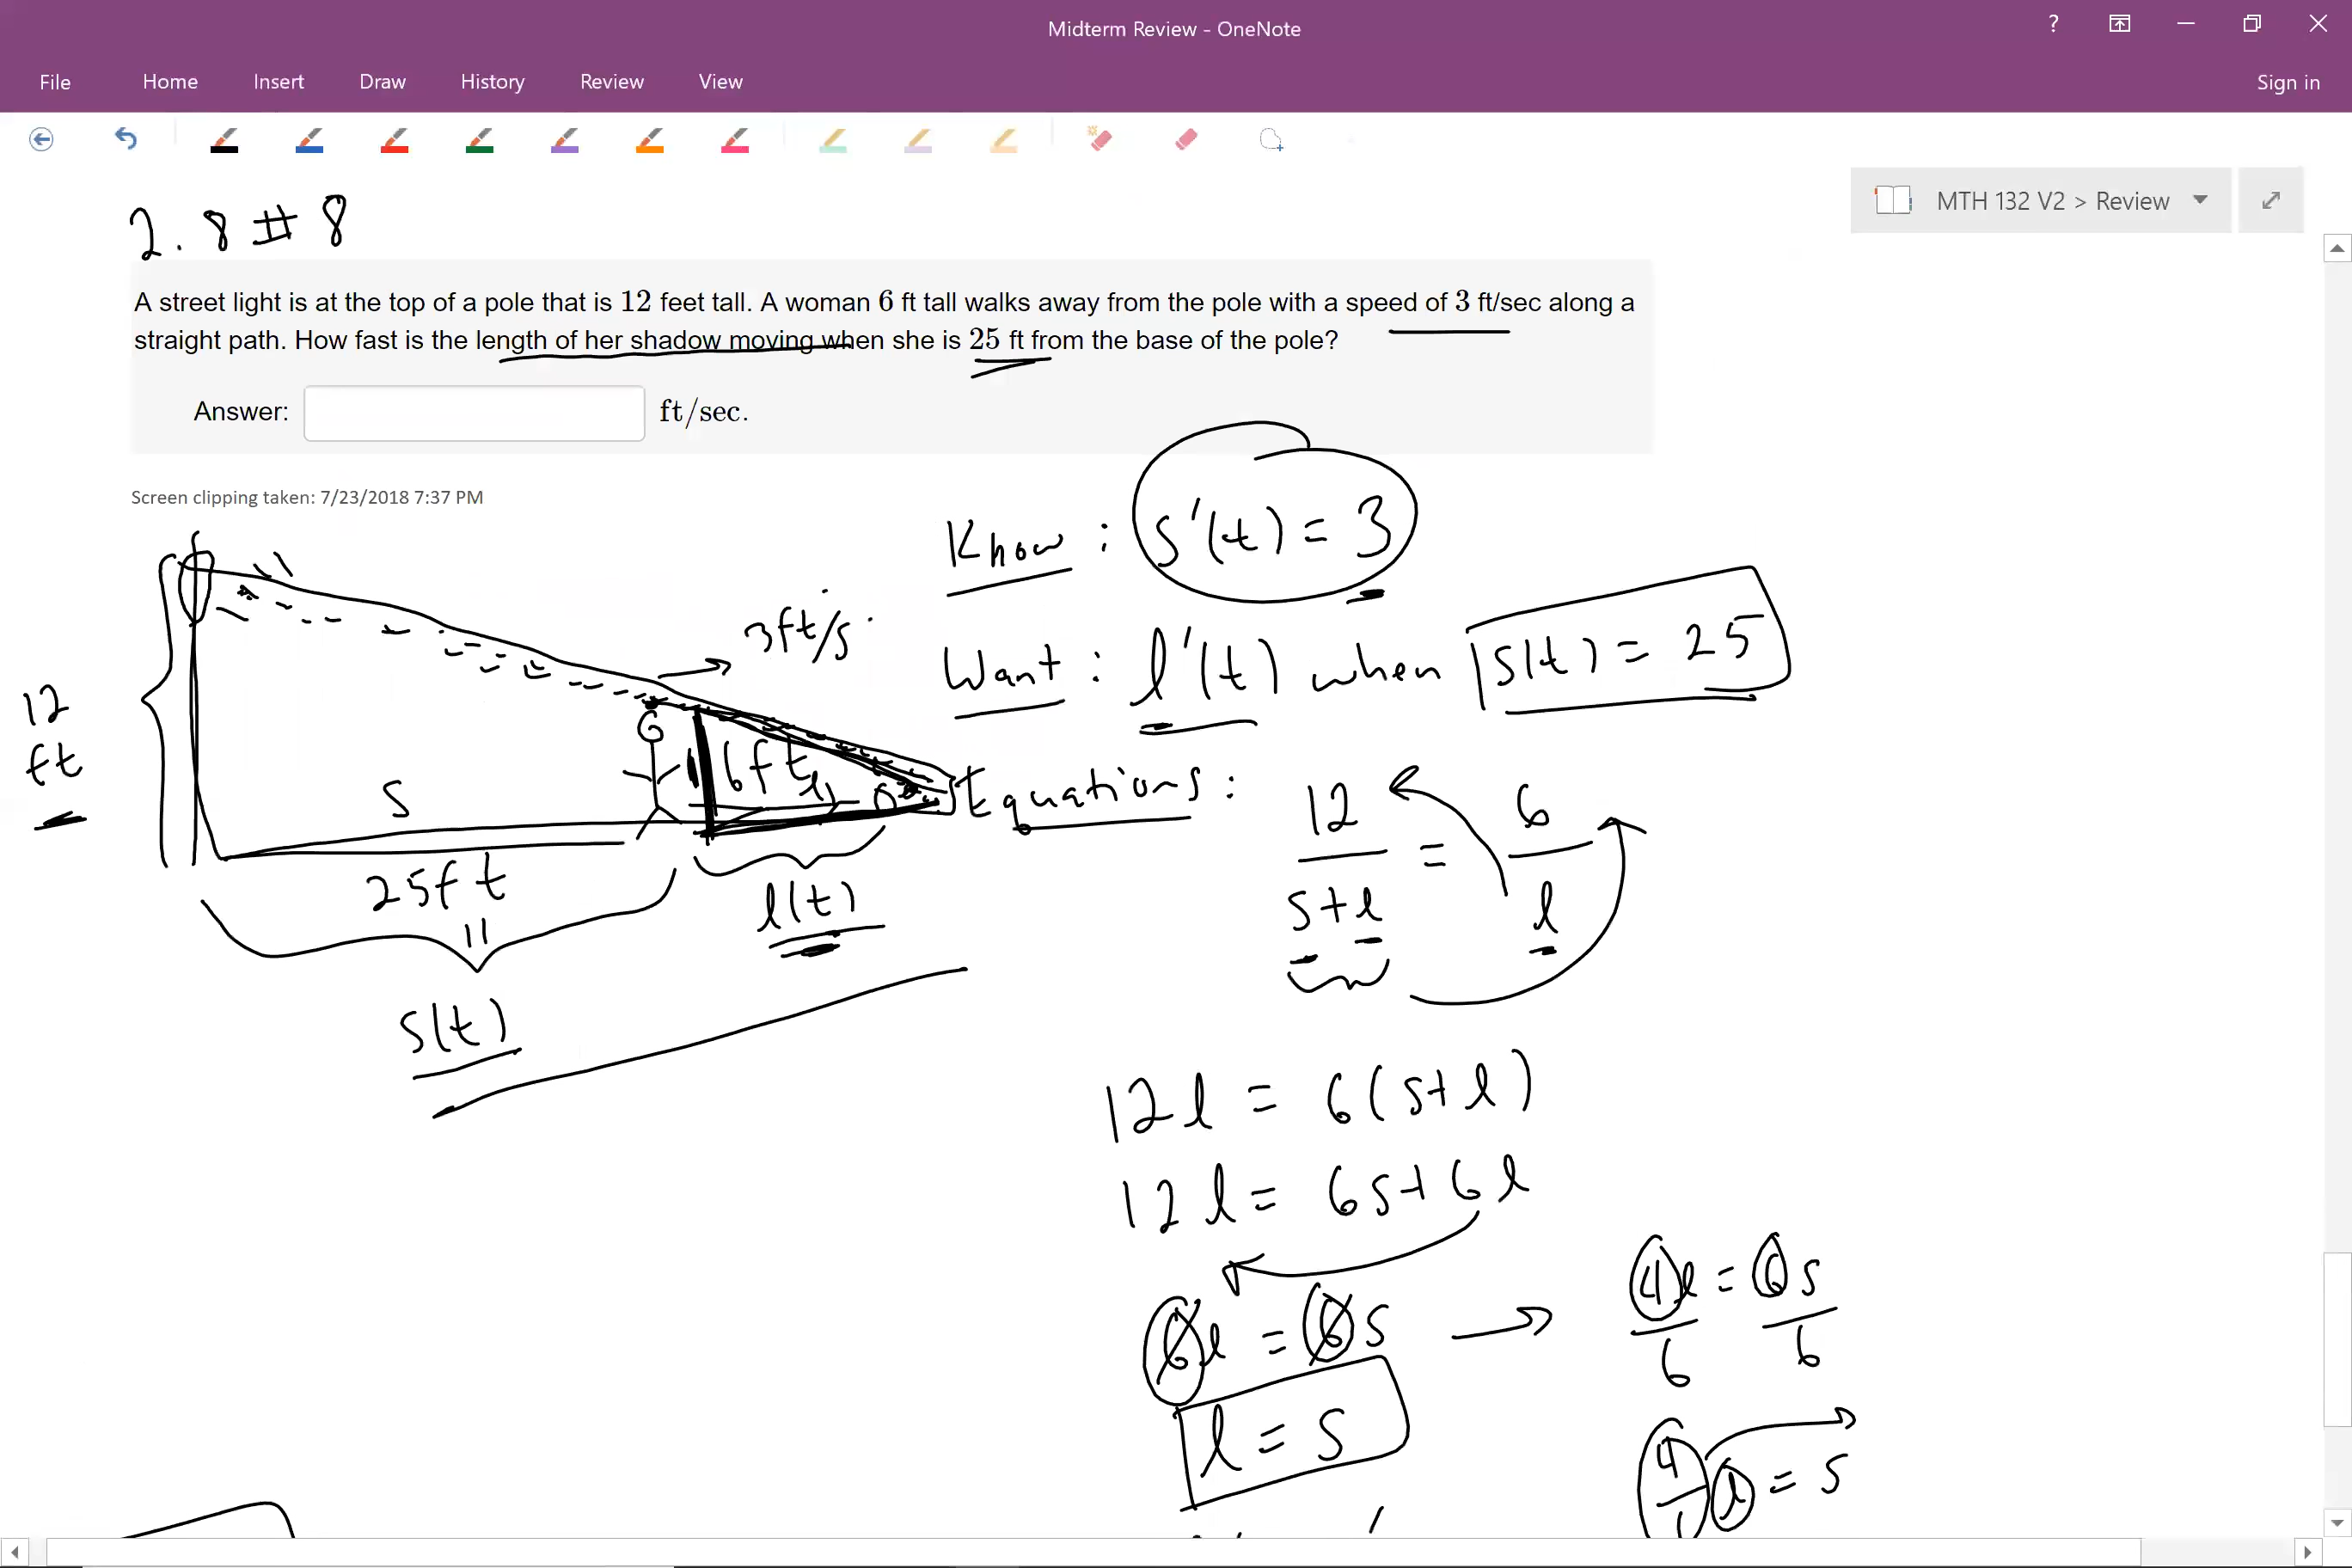 Midterm Review - OneNote
?
File Home Insert Draw History Review View
Sign in
MTH 132 V2 > Review
2.8 # 8
A street light is at the top of a pole that is 12 feet tall. A woman 6 ft tall walks away from the pole with a speed of 3 ft/sec along a
straight path. How fast is the length of her shadow moving when she is 25 ft from the base of the pole?
Answer: ft/sec.
Screen clipping taken: 7/23/2018 7:37 PM
Know : s'(t) = 3
3ft/s.
Want : l'(t) when s(t) = 25
12
ft
6ft
s
25ft
l(t)
s(t)
Equations:
12 / s+l = 6 / l
12 l = 6(s+l)
12 l = 6s+6l
6l = 6s → 4l / 6 = 6s / 6
l = s